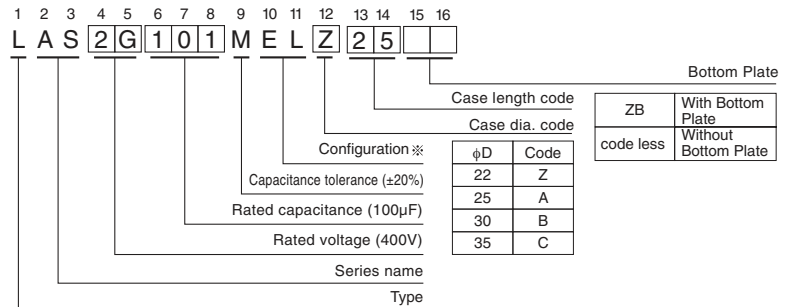 1 2 3 4 5 6 7 8 9 10 11 12 13 14 15 16
L A S 2 G 1 0 1 M E L Z 2 5
Bottom Plate
ZB With Bottom Plate
code less Without Bottom Plate
Case length code
Case dia. code
φD Code
22 Z
25 A
30 B
35 C
Configuration※
Capacitance tolerance (±20%)
Rated capacitance (100µF)
Rated voltage (400V)
Series name
Type